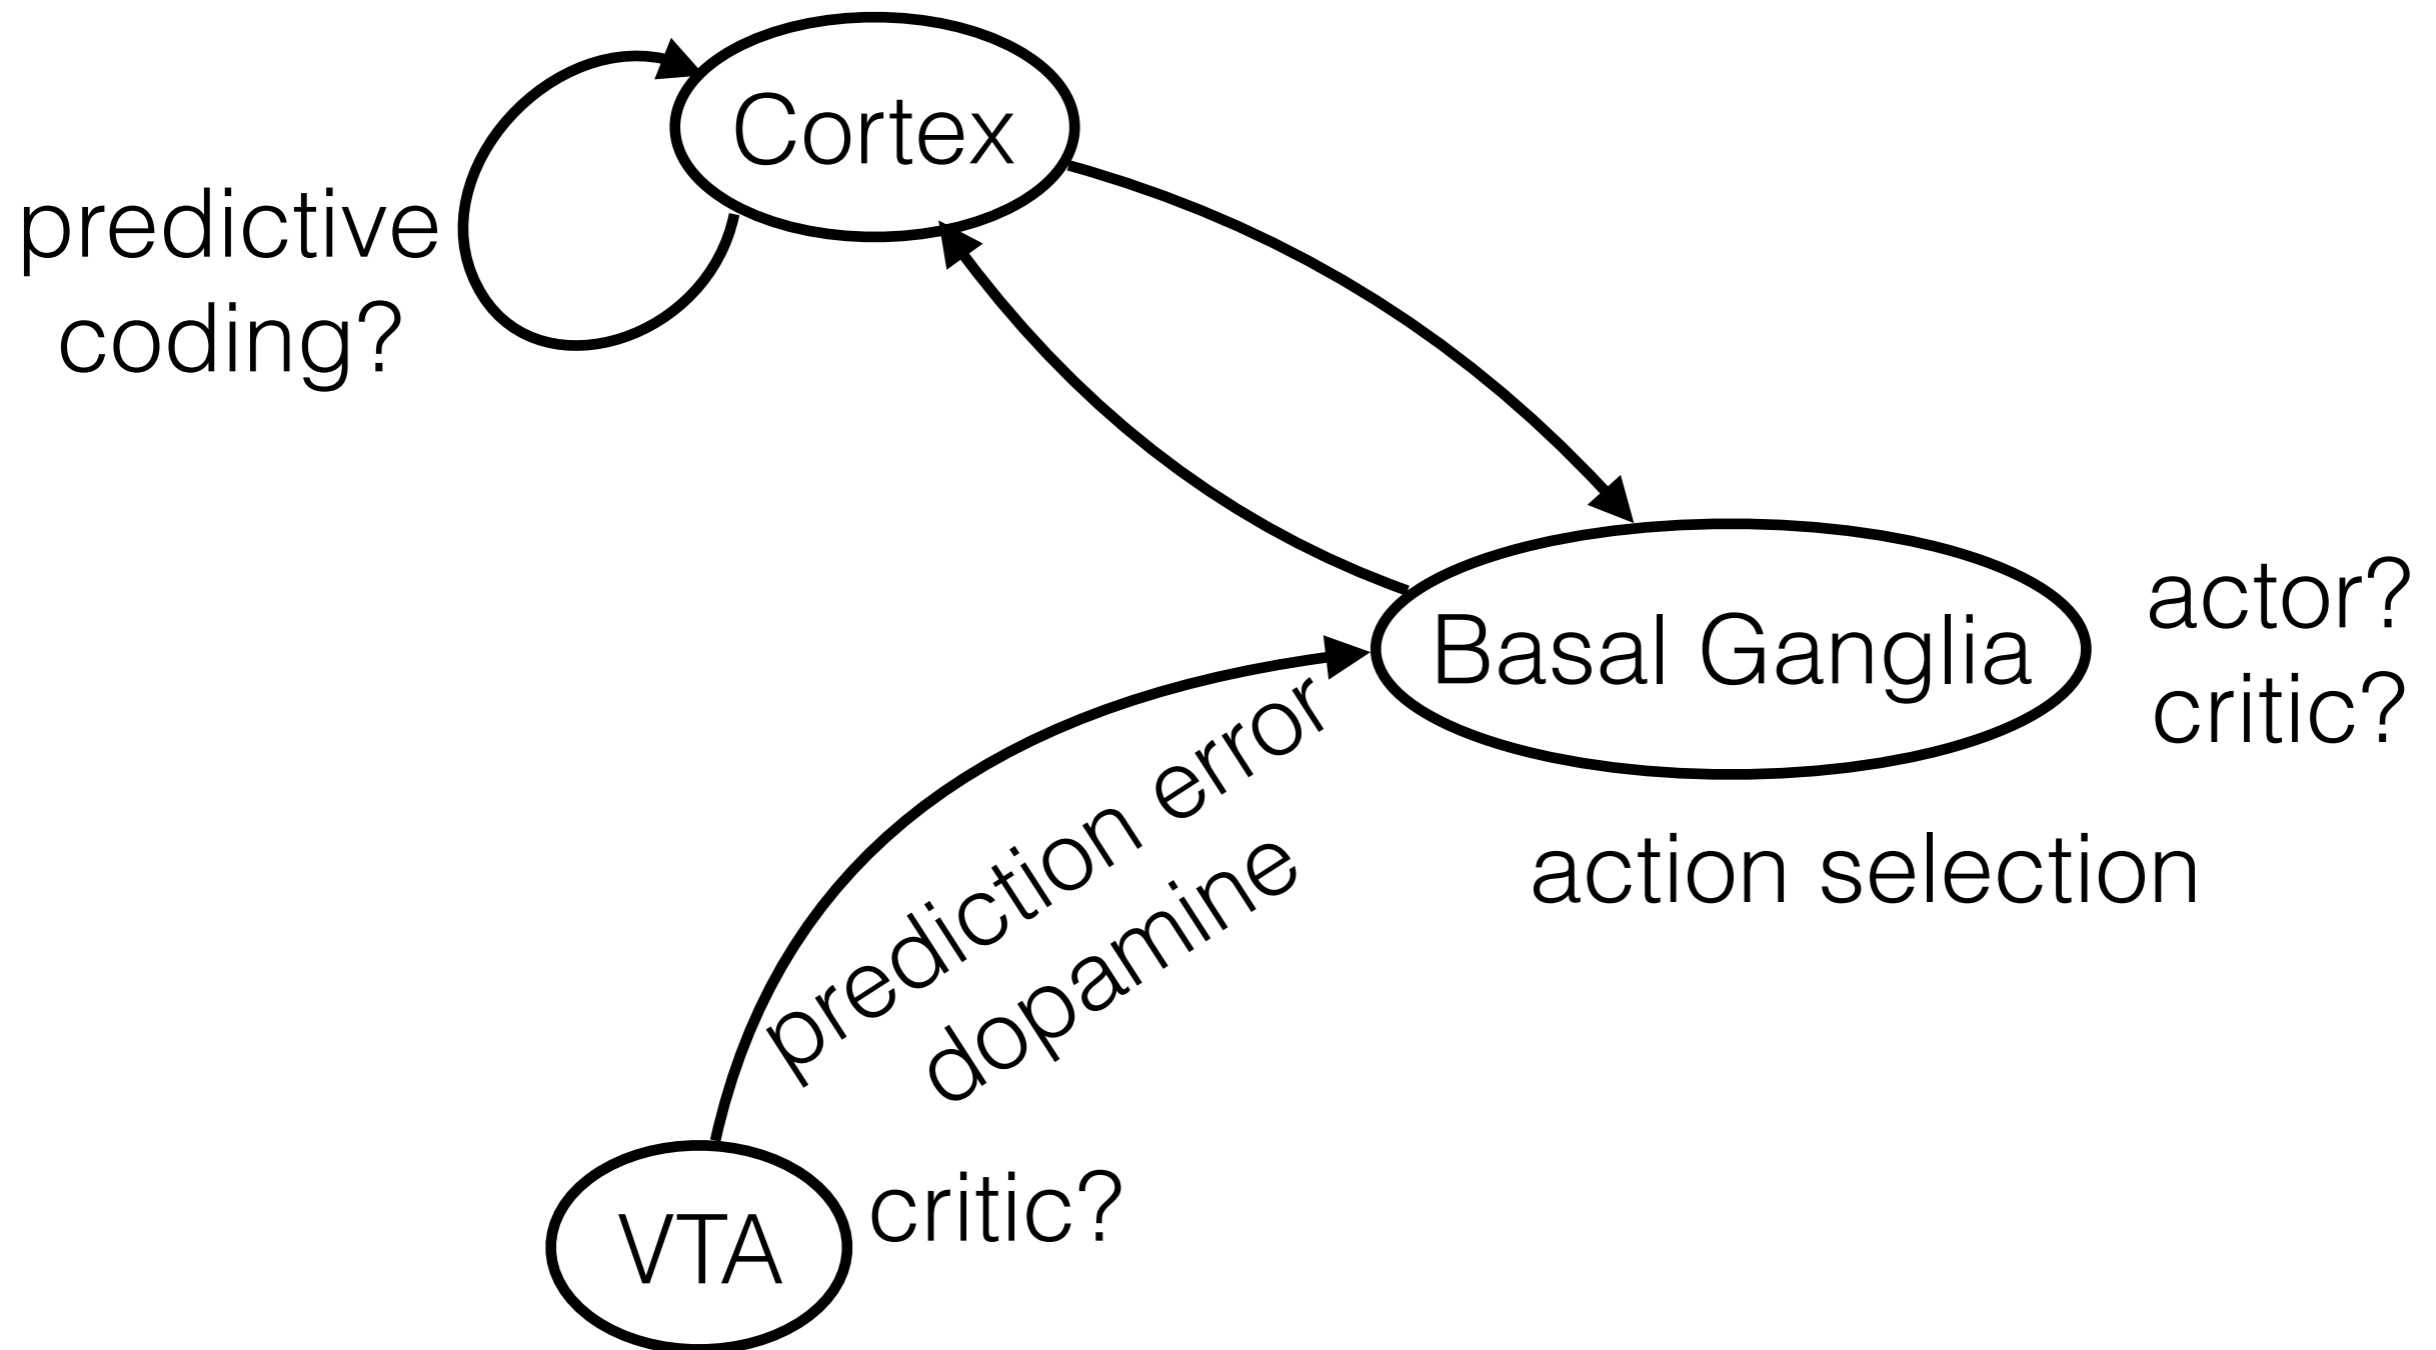 Cortex
predictive
coding?
Basal Ganglia
actor?
critic?
action selection
prediction error
dopamine
VTA
critic?